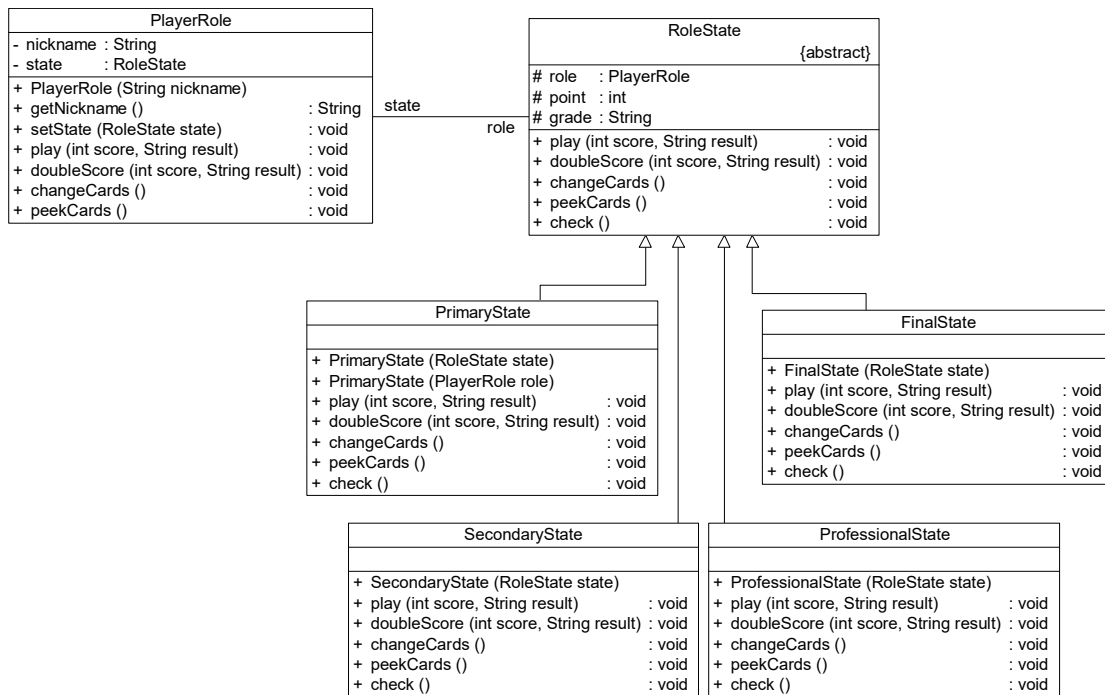 PlayerRole
- nickname : String
- state : RoleState
+ PlayerRole (String nickname)
+ getNickname () : String
+ setState (RoleState state) : void
+ play (int score, String result) : void
+ doubleScore (int score, String result) : void
+ changeCards () : void
+ peekCards () : void
state
role
RoleState
{abstract}
# role : PlayerRole
# point : int
# grade : String
+ play (int score, String result) : void
+ doubleScore (int score, String result) : void
+ changeCards () : void
+ peekCards () : void
+ check () : void
PrimaryState
+ PrimaryState (RoleState state)
+ PrimaryState (PlayerRole role)
+ play (int score, String result) : void
+ doubleScore (int score, String result) : void
+ changeCards () : void
+ peekCards () : void
+ check () : void
FinalState
+ FinalState (RoleState state)
+ play (int score, String result) : void
+ doubleScore (int score, String result) : void
+ changeCards () : void
+ peekCards () : void
+ check () : void
SecondaryState
+ SecondaryState (RoleState state)
+ play (int score, String result) : void
+ doubleScore (int score, String result) : void
+ changeCards () : void
+ peekCards () : void
+ check () : void
ProfessionalState
+ ProfessionalState (RoleState state)
+ play (int score, String result) : void
+ doubleScore (int score, String result) : void
+ changeCards () : void
+ peekCards () : void
+ check () : void